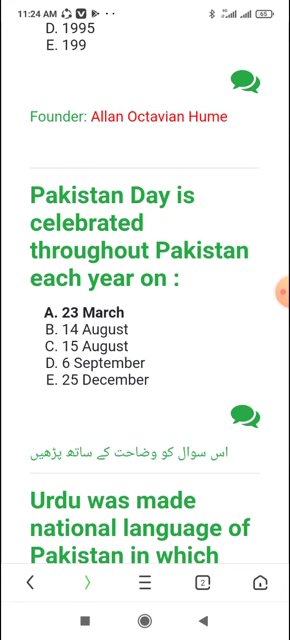 11:24 AM
4G
65
D. 1995
E. 199
Founder: Allan Octavian Hume
Pakistan Day is
celebrated
throughout Pakistan
each year on :
A. 23 March
B. 14 August
C. 15 August
D. 6 September
E. 25 December
اس سوال کو وضاحت کے ساتھ پڑھیں
Urdu was made
national language of
Pakistan in which
2